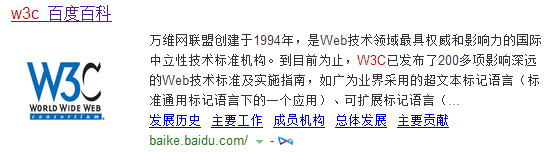 w3c_百度百科
万维网联盟创建于1994年，是Web技术领域最具权威和影响力的国际
中立性技术标准机构。到目前为止，W3C已发布了200多项影响深远
的Web技术标准及实施指南，如广为业界采用的超文本标记语言（标
准通用标记语言下的一个应用）、可扩展标记语言（...
发展历史 主要工作 成员机构 总体发展 主要贡献
baike.baidu.com/ -
W3C
WORLD WIDE WEB
consortium